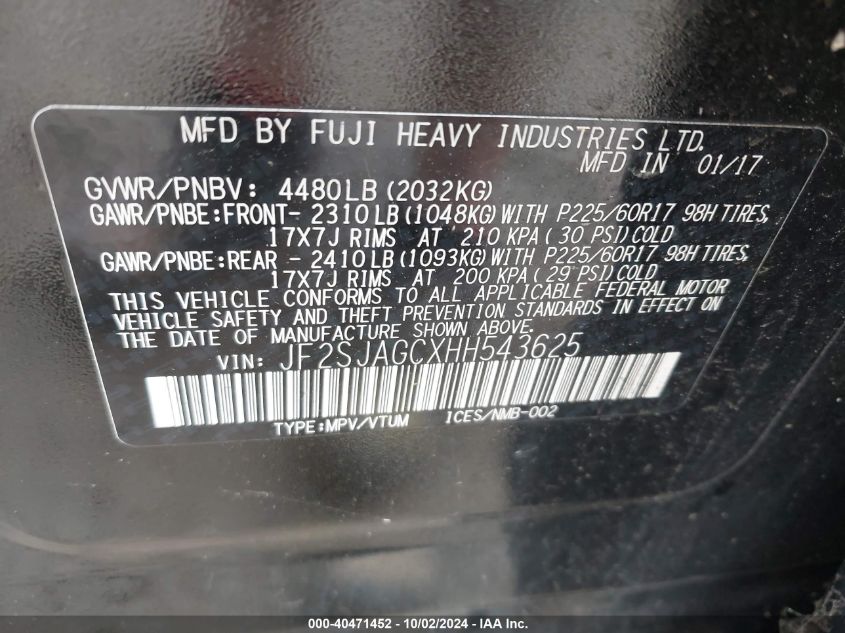 MFD BY FUJI HEAVY INDUSTRIES LTD.
MFD IN 01/17
GVWR/PNBV: 4480LB (2032KG)
GAWR/PNBE:FRONT- 2310LB (1048KG) WITH P225/60R17 98H TIRES,
17X7J RIMS AT 210 KPA ( 30 PSI) COLD
GAWR/PNBE:REAR - 2410LB (1093KG) WITH P225/60R17 98H TIRES,
17X7J RIMS AT 200 KPA ( 29 PSI) COLD
THIS VEHICLE CONFORMS TO ALL APPLICABLE FEDERAL MOTOR
VEHICLE SAFETY AND THEFT PREVENTION STANDARDS IN EFFECT ON
THE DATE OF MANUFACTURE SHOWN ABOVE.
VIN: JF2SJAGCXHH543625
TYPE:MPV/VTUM ICES/NMB-002
000-40471452 - 10/02/2024 - iaai.com